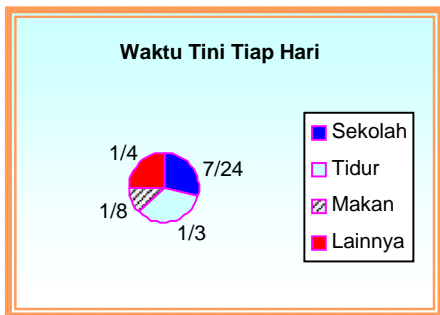 Waktu Tini Tiap Hari
1/4
7/24
1/8
1/3
Sekolah
Tidur
Makan
Lainnya